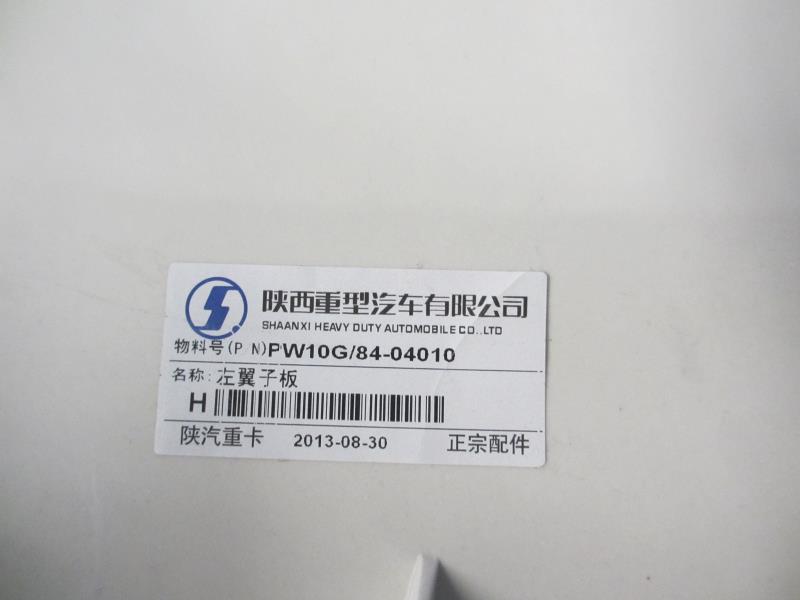 陕西重型汽车有限公司
SHAANXI HEAVY DUTY AUTOMOBILE CO.,LTD
物料号(P/N)PW10G/84-04010
名称:左翼子板
H
陕汽重卡 2013-08-30 正宗配件